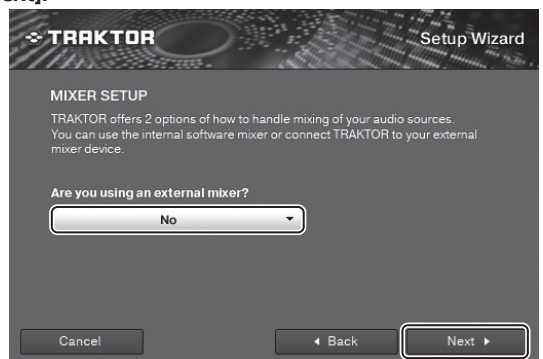 TRAKTOR
Setup Wizard
MIXER SETUP
TRAKTOR offers 2 options of how to handle mixing of your audio sources.
You can use the internal software mixer or connect TRAKTOR to your external
mixer device.
Are you using an external mixer?
No
Cancel
Back
Next